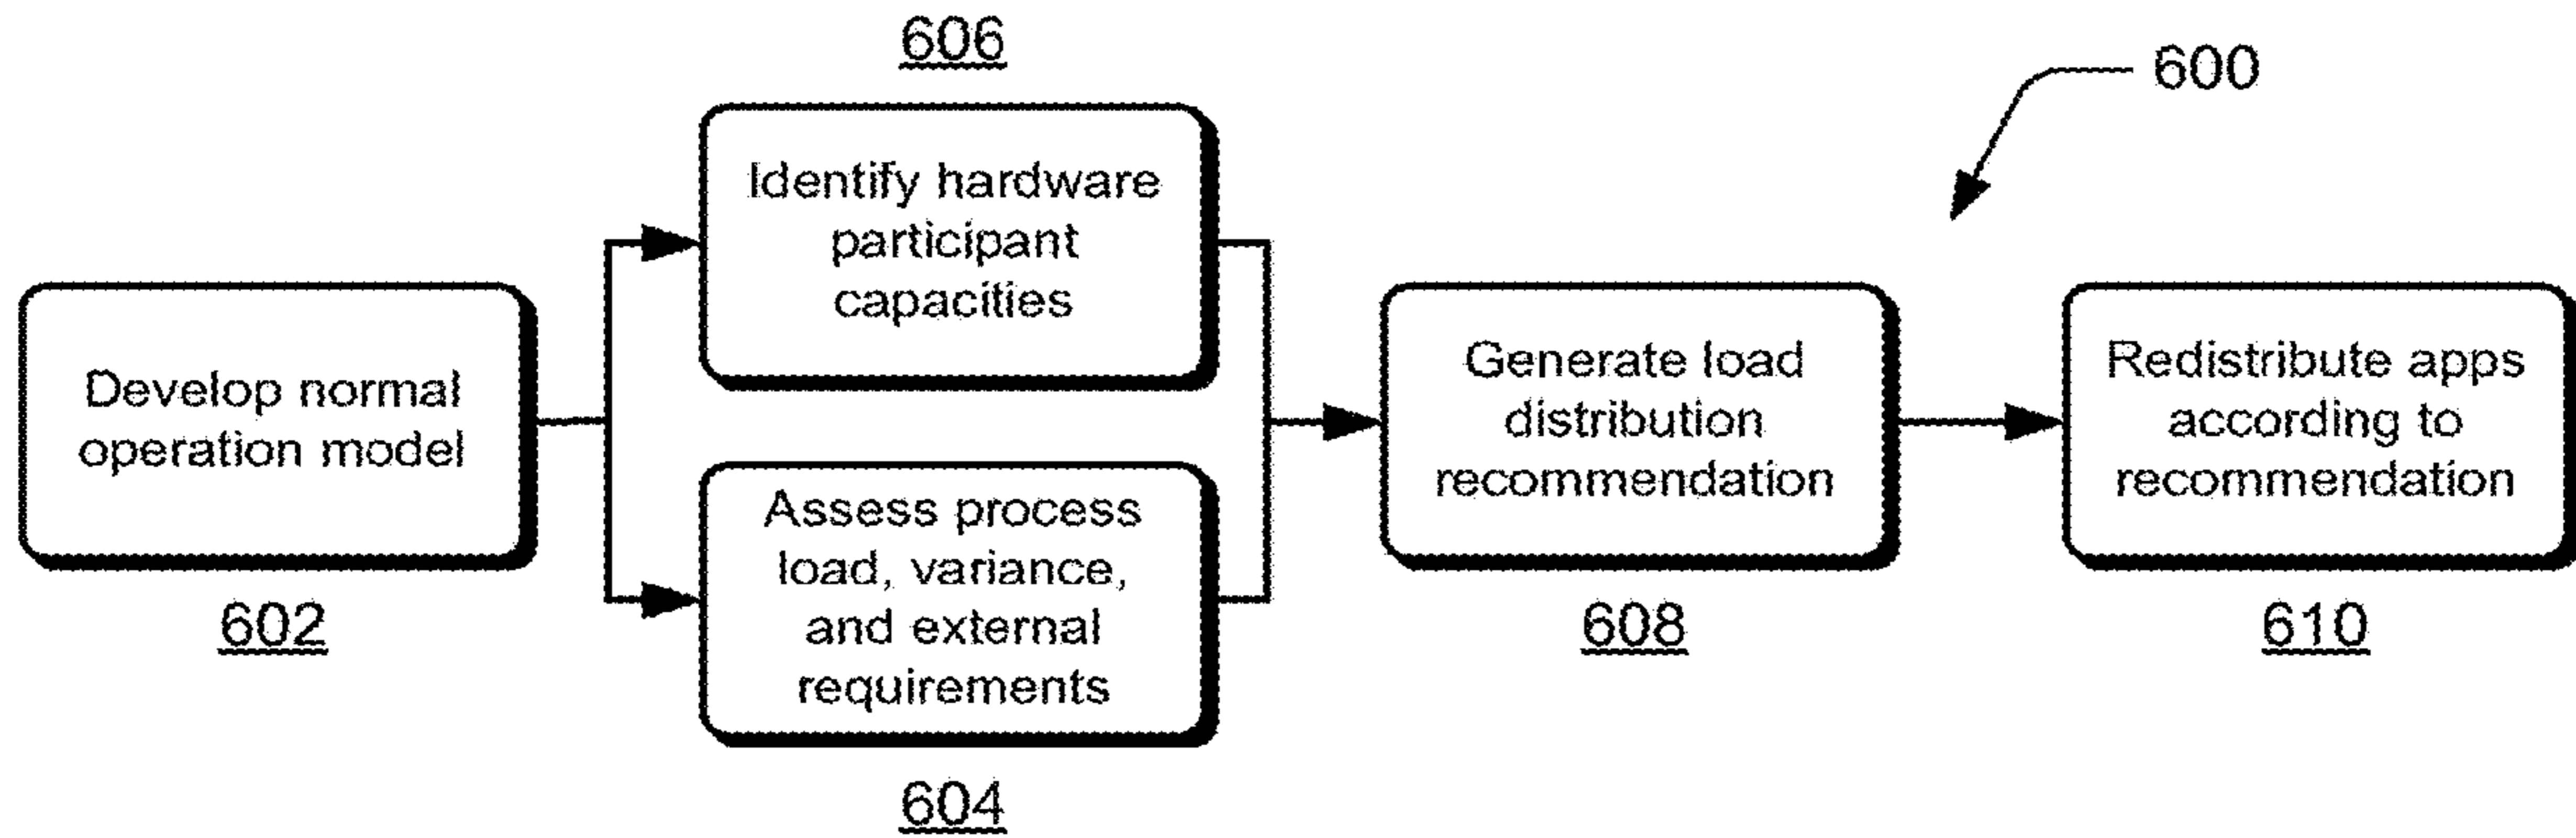 606
600
Identify hardware
participant
capacities
Develop normal
operation model
602
Assess process
load, variance,
and external
requirements
604
Generate load
distribution
recommendation
608
Redistribute apps
according to
recommendation
610